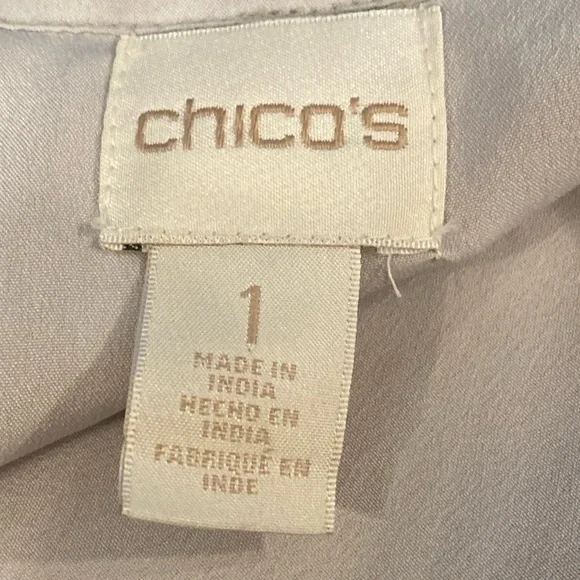 chico's
1
MADE IN
INDIA
HECHO EN
INDIA
FABRIQUÉ EN
INDE